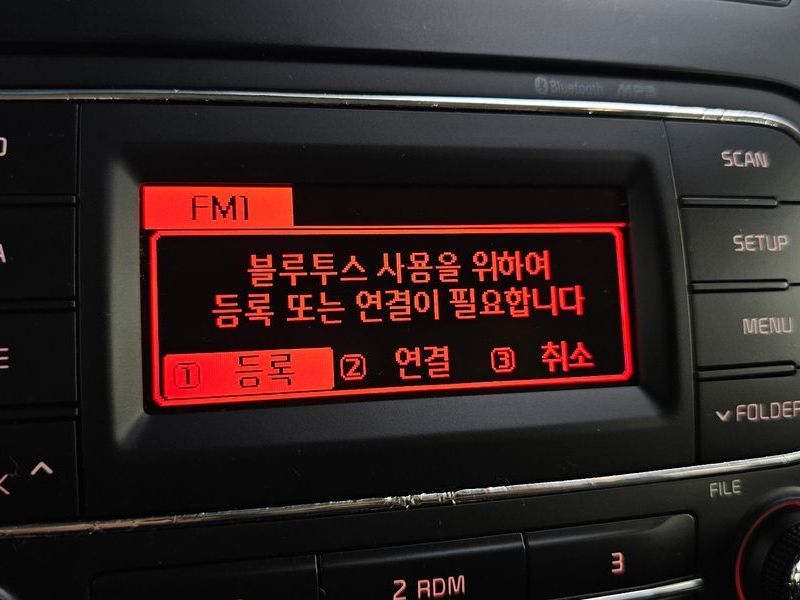 Bluetooth MP3
SCAN
FM1
SETUP
블루투스 사용을 위하여
등록 또는 연결이 필요합니다
MENU
1 등록 2 연결 3 취소
FOLDER
FILE
2 RDM
3